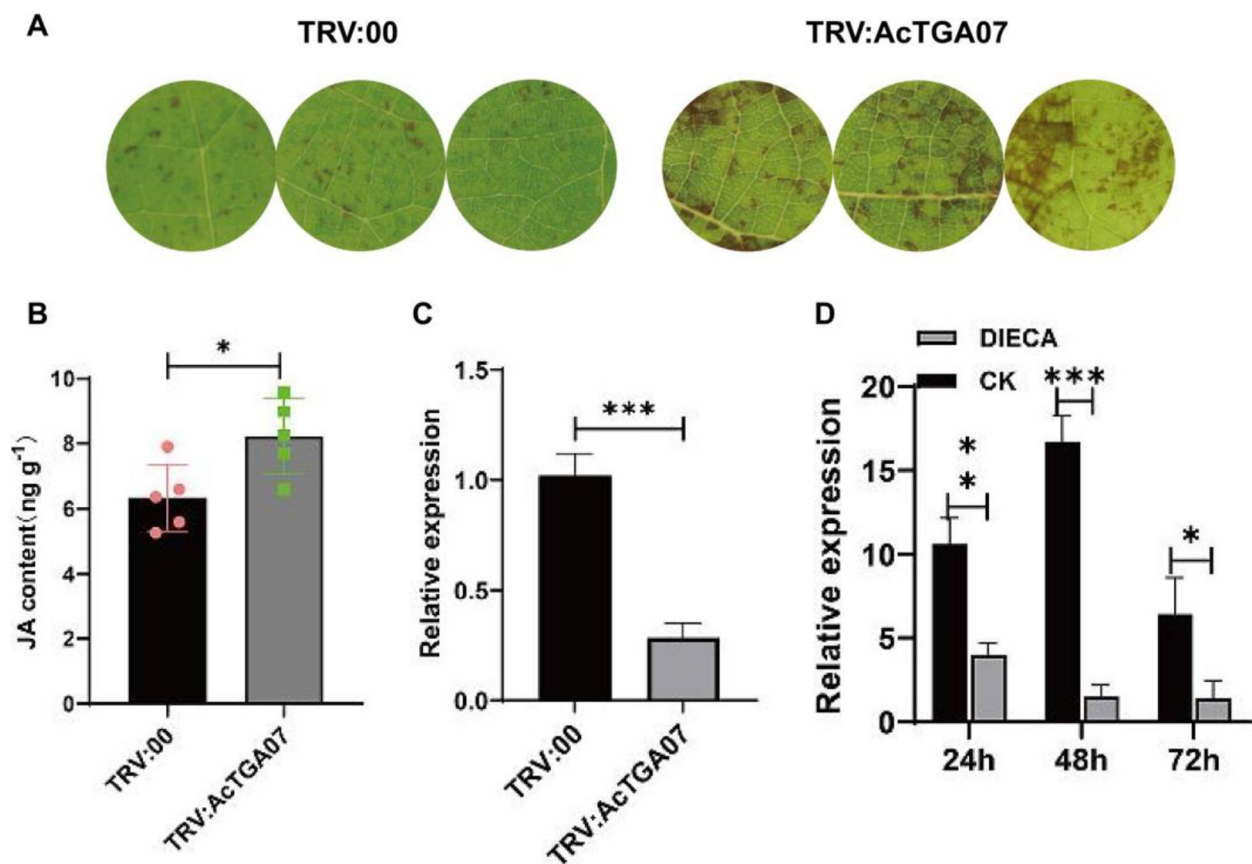 A
TRV:00
TRV:AcTGA07
B
*
JA content(ng g-1)
10
8
6
4
2
0
TRV:00
TRV:AcTGA07
C
***
Relative expression
1.5
1.0
0.5
0.0
TRV:00
TRV:AcTGA07
D
DIECA
CK
Relative expression
20
15
10
5
0
**
***
*
24h
48h
72h